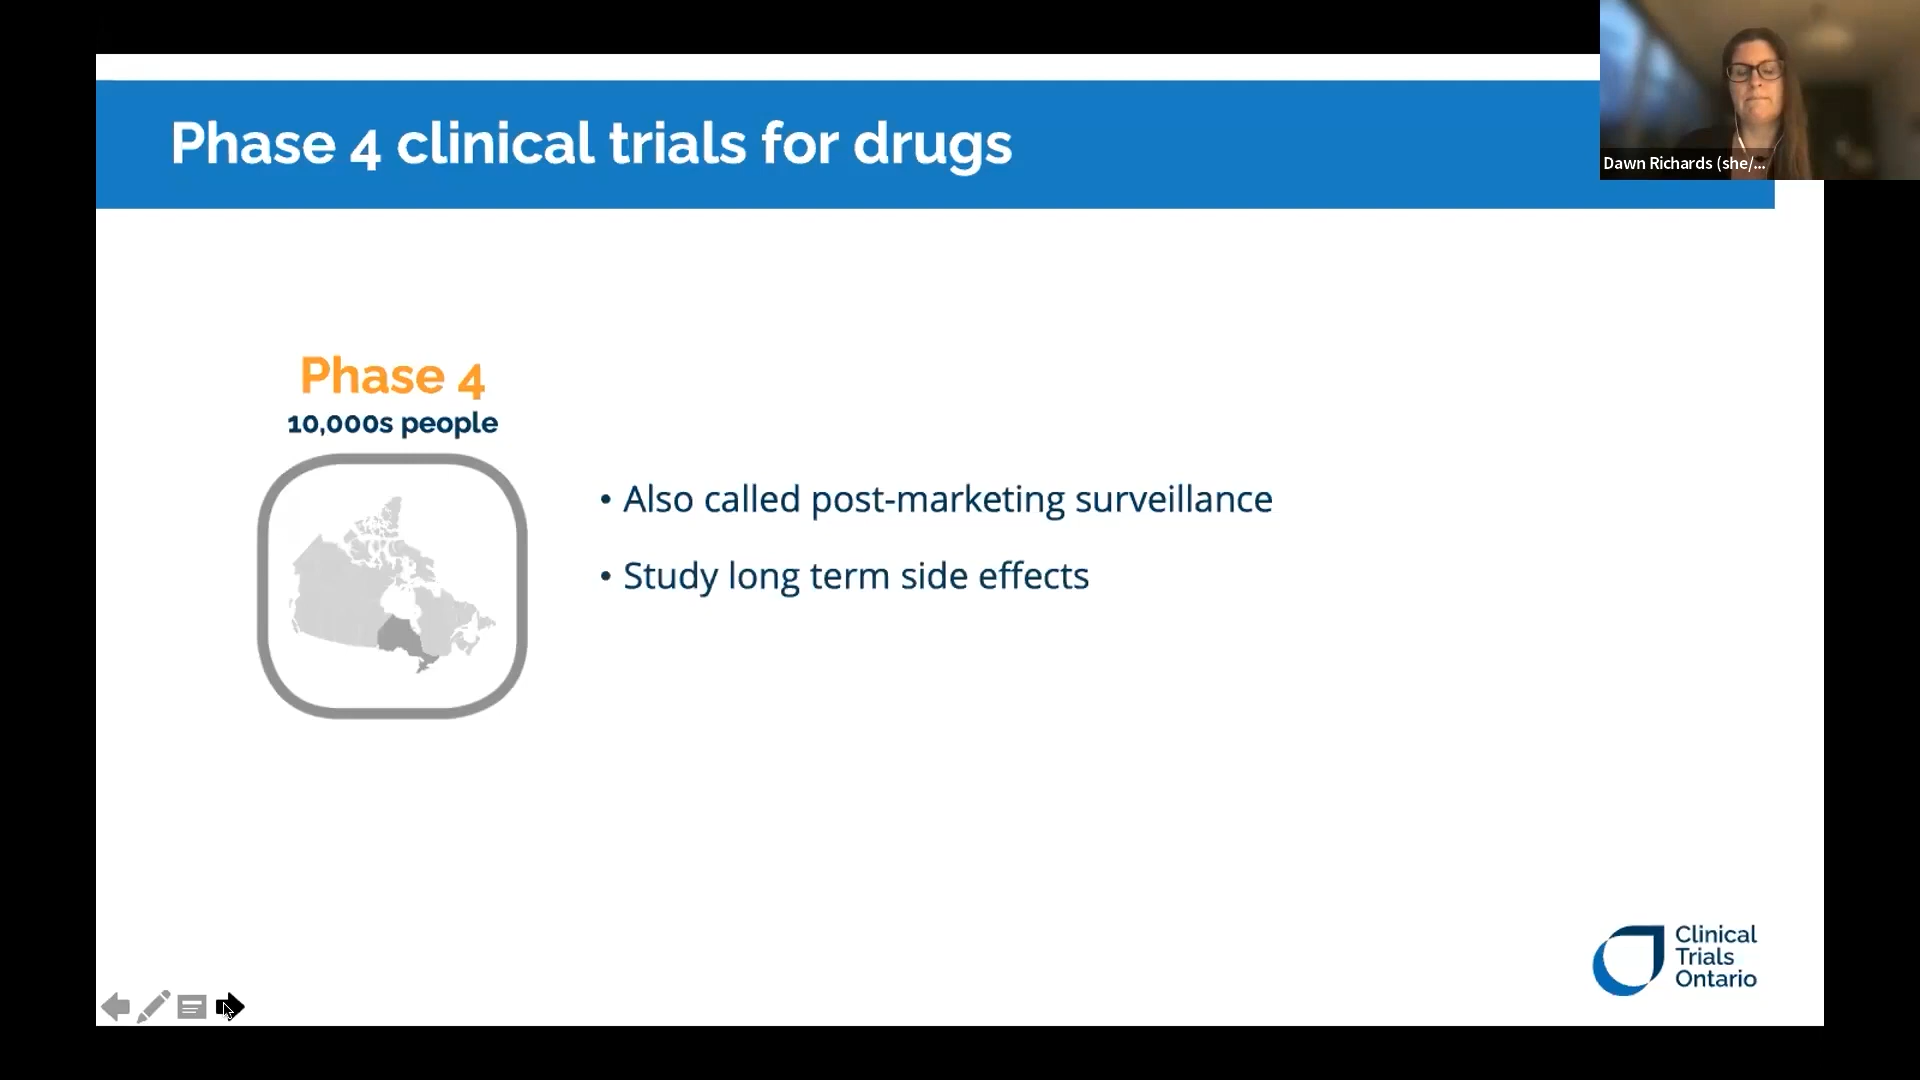 Phase 4 clinical trials for drugs
Dawn Richards (she/...
Phase 4
10,000s people
• Also called post-marketing surveillance
• Study long term side effects
Clinical
Trials
Ontario